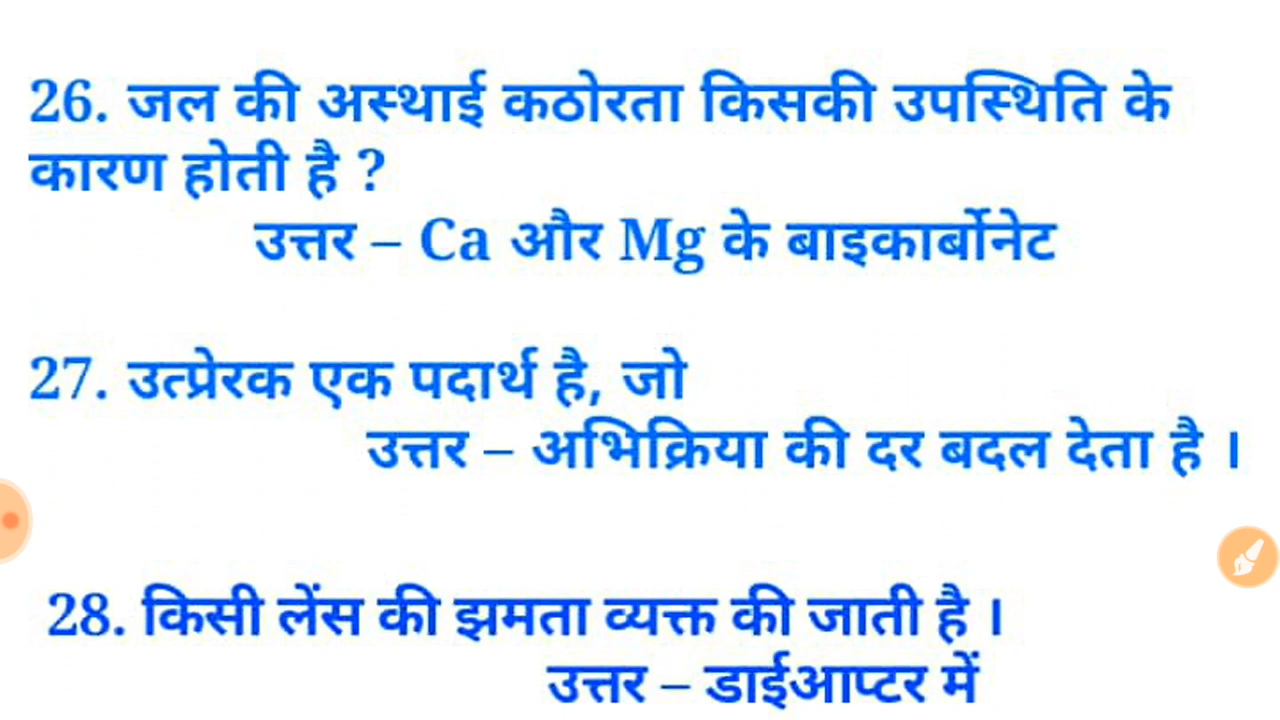 26. जल की अस्थाई कठोरता किसकी उपस्थिति के
कारण होती है ?
उत्तर – Ca और Mg के बाइकार्बोनेट
27. उत्प्रेरक एक पदार्थ है, जो
उत्तर – अभिक्रिया की दर बदल देता है ।
28. किसी लेंस की झमता व्यक्त की जाती है ।
उत्तर – डाईआप्टर में